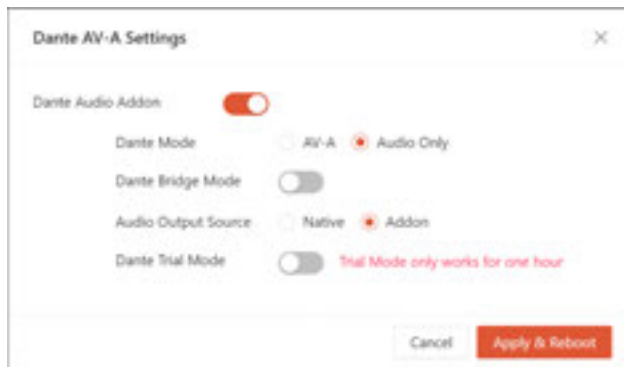 Dante AV-A Settings
Dante Audio Addon
Dante Mode AV-A Audio Only
Dante Bridge Mode
Audio Output Source Native Addon
Dante Trial Mode Trial Mode only works for one hour
Cancel Apply & Reboot